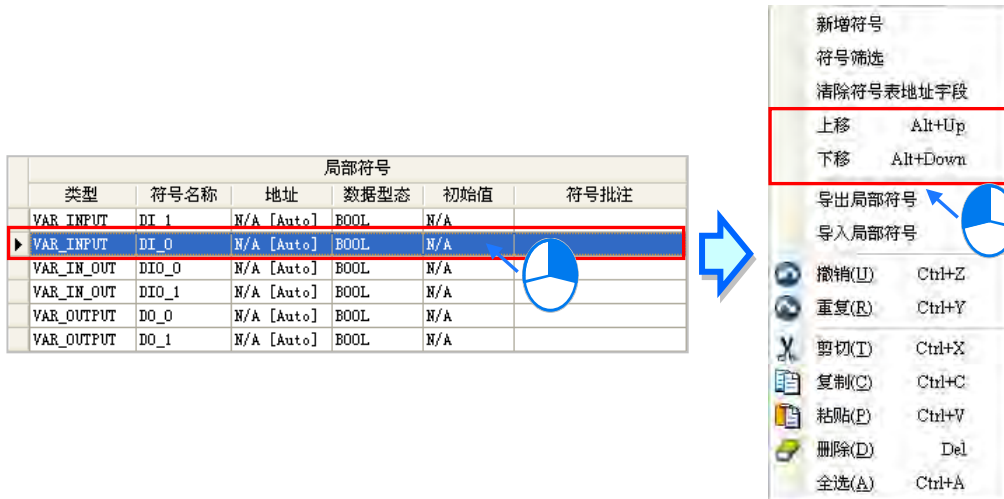 局部符号
类型 符号名称 地址 数据型态 初始值 符号批注
VAR_INPUT DI_1 N/A [Auto] BOOL N/A
VAR_INPUT DI_0 N/A [Auto] BOOL N/A
VAR_IN_OUT DIO_0 N/A [Auto] BOOL N/A
VAR_IN_OUT DIO_1 N/A [Auto] BOOL N/A
VAR_OUTPUT DO_0 N/A [Auto] BOOL N/A
VAR_OUTPUT DO_1 N/A [Auto] BOOL N/A
新增符号
符号筛选
清除符号表地址字段
上移 Alt+Up
下移 Alt+Down
导出局部符号
导入局部符号
撤销(U) Ctrl+Z
重复(R) Ctrl+Y
剪切(T) Ctrl+X
复制(C) Ctrl+C
粘贴(P) Ctrl+V
删除(D) Del
全选(A) Ctrl+A